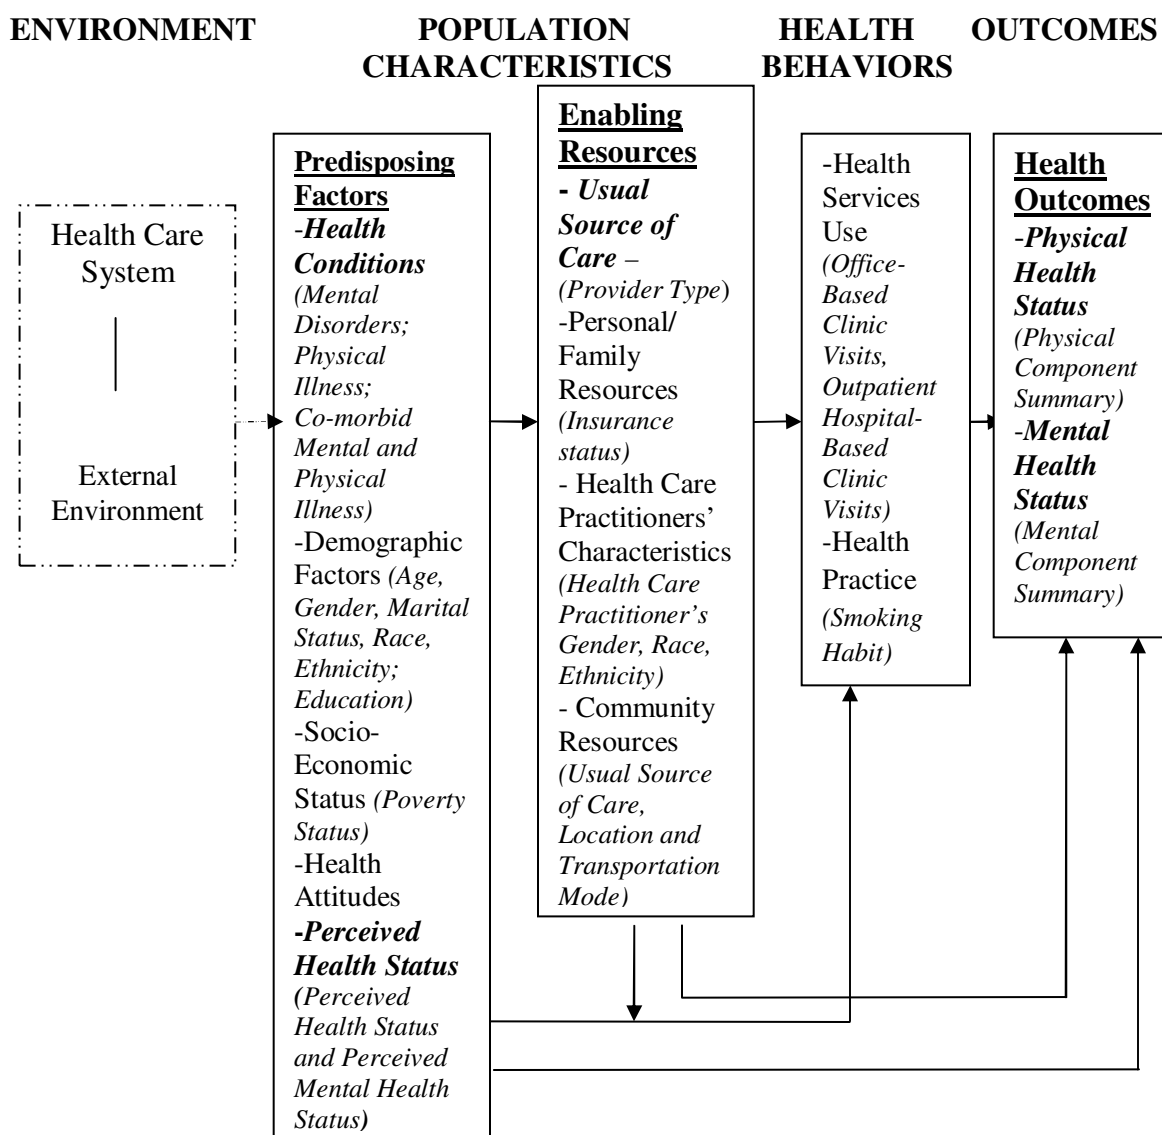 ENVIRONMENT
POPULATION
CHARACTERISTICS
HEALTH
BEHAVIORS
OUTCOMES
Health Care
System
External
Environment
Predisposing
Factors
-Health
Conditions
(Mental
Disorders;
Physical
Illness;
Co-morbid
Mental and
Physical
Illness)
-Demographic
Factors (Age,
Gender, Marital
Status, Race,
Ethnicity;
Education)
-Socio-
Economic
Status (Poverty
Status)
-Health
Attitudes
-Perceived
Health Status
(Perceived
Health Status
and Perceived
Mental Health
Status)
Enabling
Resources
- Usual
Source of
Care –
(Provider Type)
-Personal/
Family
Resources
(Insurance
status)
- Health Care
Practitioners’
Characteristics
(Health Care
Practitioner’s
Gender, Race,
Ethnicity)
- Community
Resources
(Usual Source
of Care,
Location and
Transportation
Mode)
-Health
Services
Use
(Office-
Based
Clinic
Visits,
Outpatient
Hospital-
Based
Clinic
Visits)
-Health
Practice
(Smoking
Habit)
Health
Outcomes
-Physical
Health
Status
(Physical
Component
Summary)
-Mental
Health
Status
(Mental
Component
Summary)